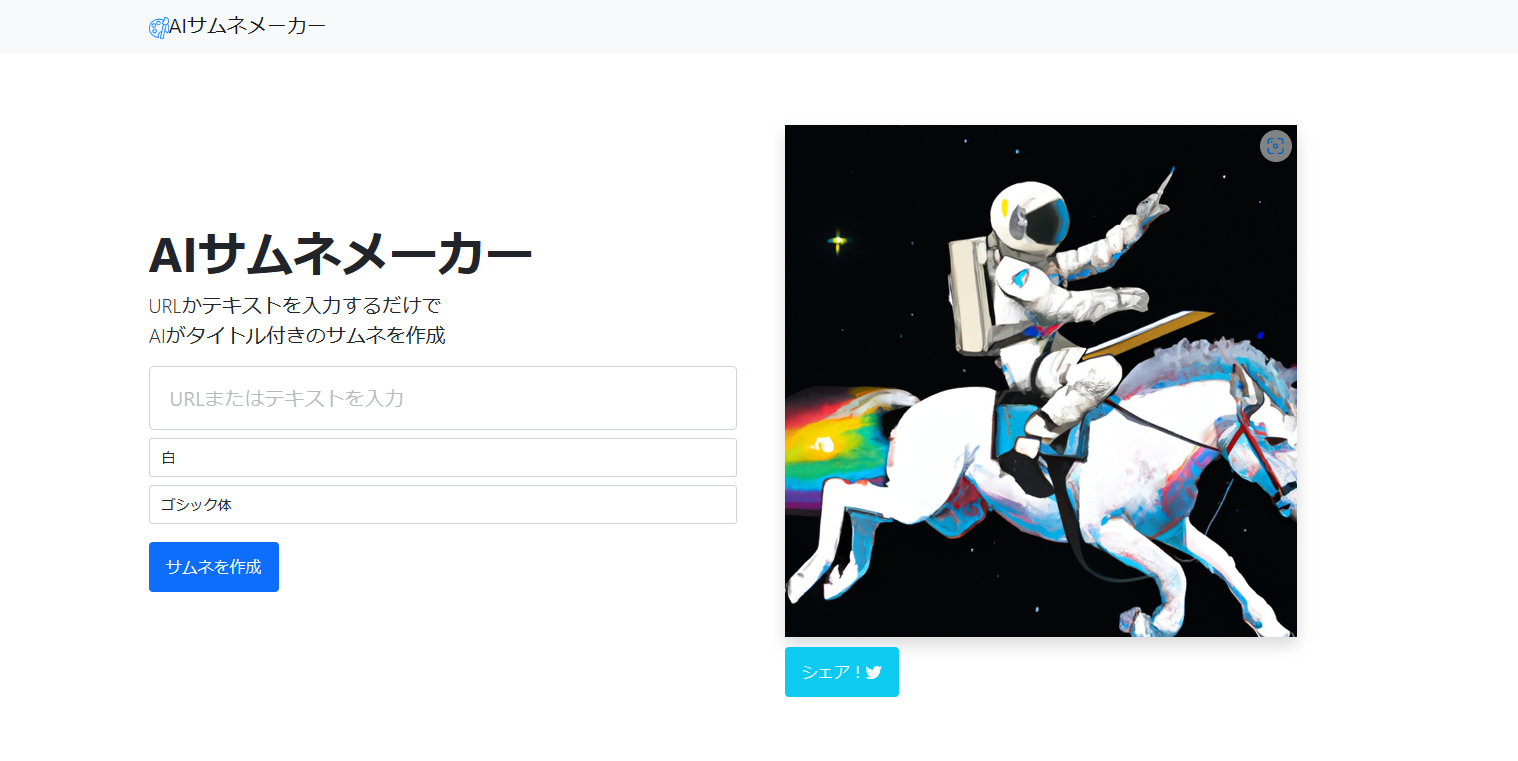 AIサムネメーカー
AIサムネメーカー
URLかテキストを入力するだけで
AIがタイトル付きのサムネを作成
URLまたはテキストを入力
白
ゴシック体
サムネを作成
シェア！